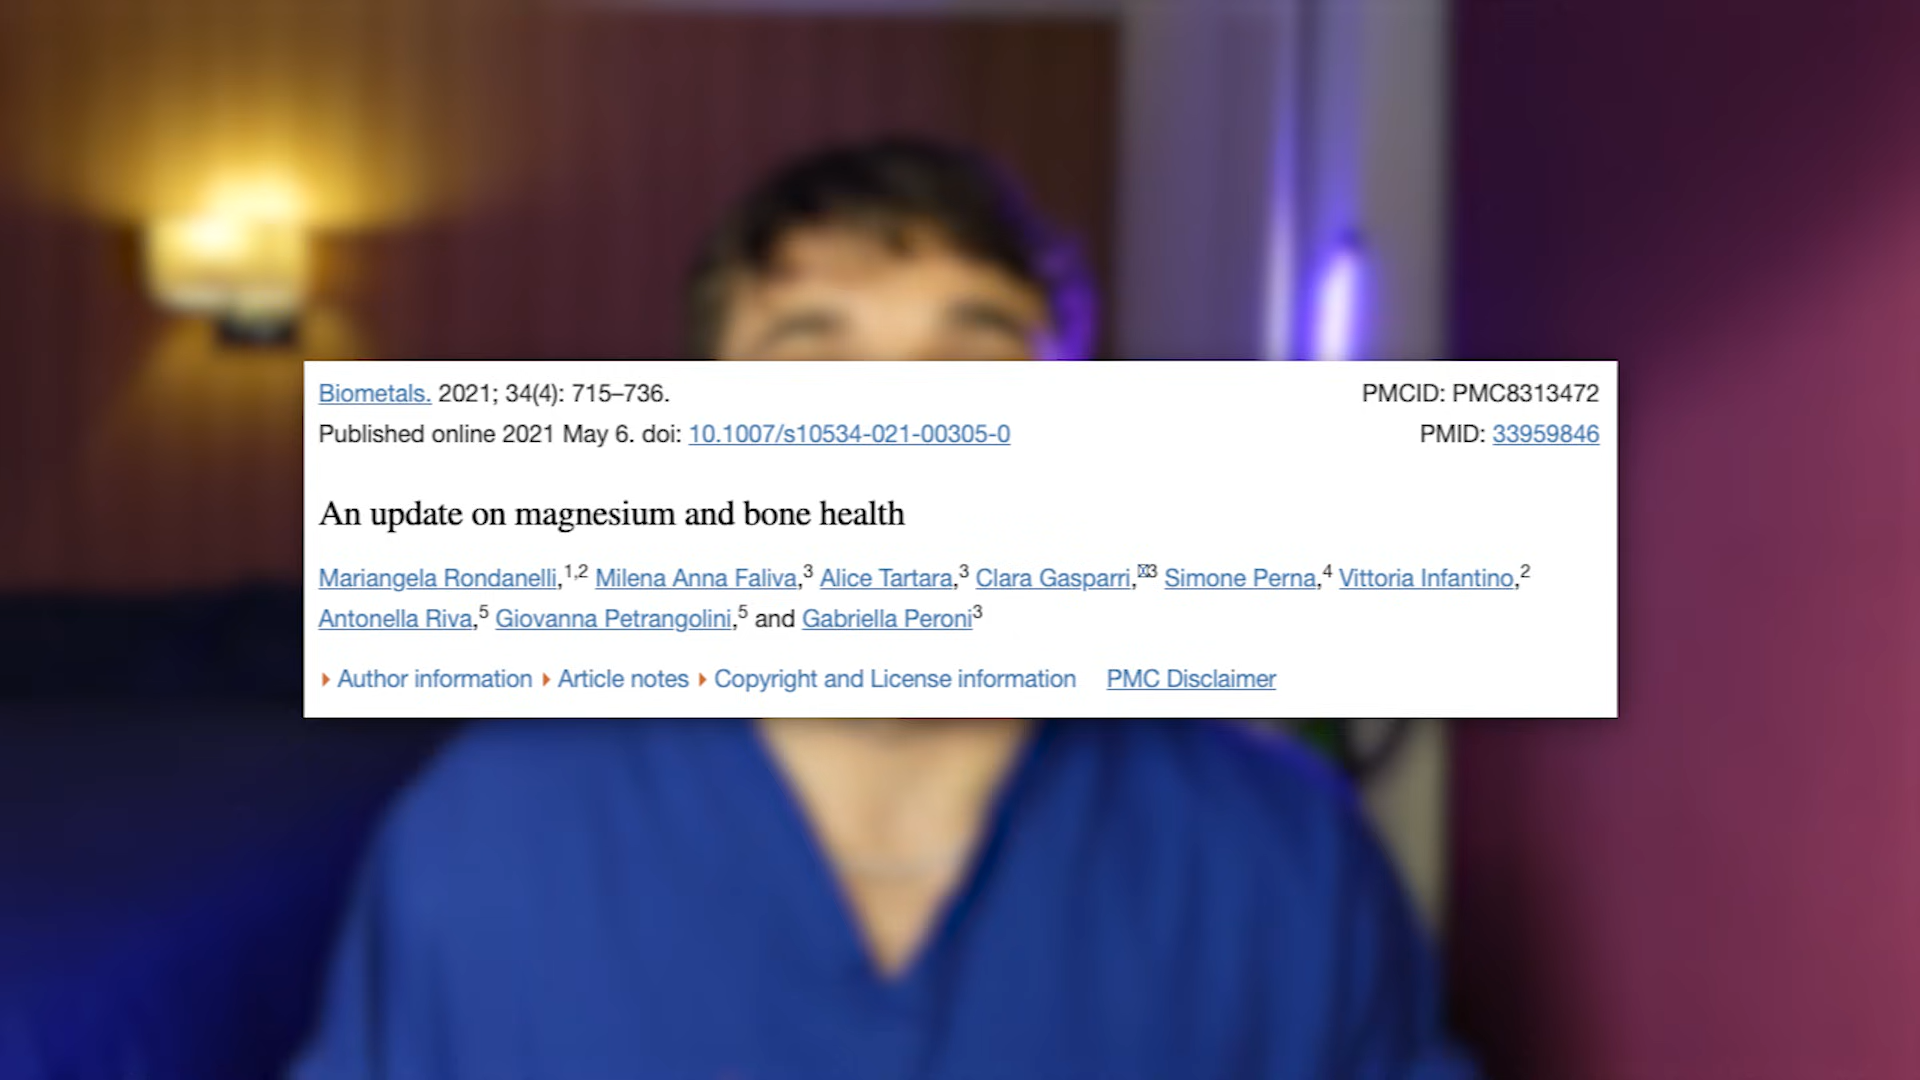 Biometals. 2021; 34(4): 715–736.
PMCID: PMC8313472
Published online 2021 May 6. doi: 10.1007/s10534-021-00305-0
PMID: 33959846
An update on magnesium and bone health
Mariangela Rondanelli,1,2 Milena Anna Faliva,3 Alice Tartara,3 Clara Gasparri,✉3 Simone Perna,4 Vittoria Infantino,2
Antonella Riva,5 Giovanna Petrangolini,5 and Gabriella Peroni3
Author information Article notes Copyright and License information PMC Disclaimer